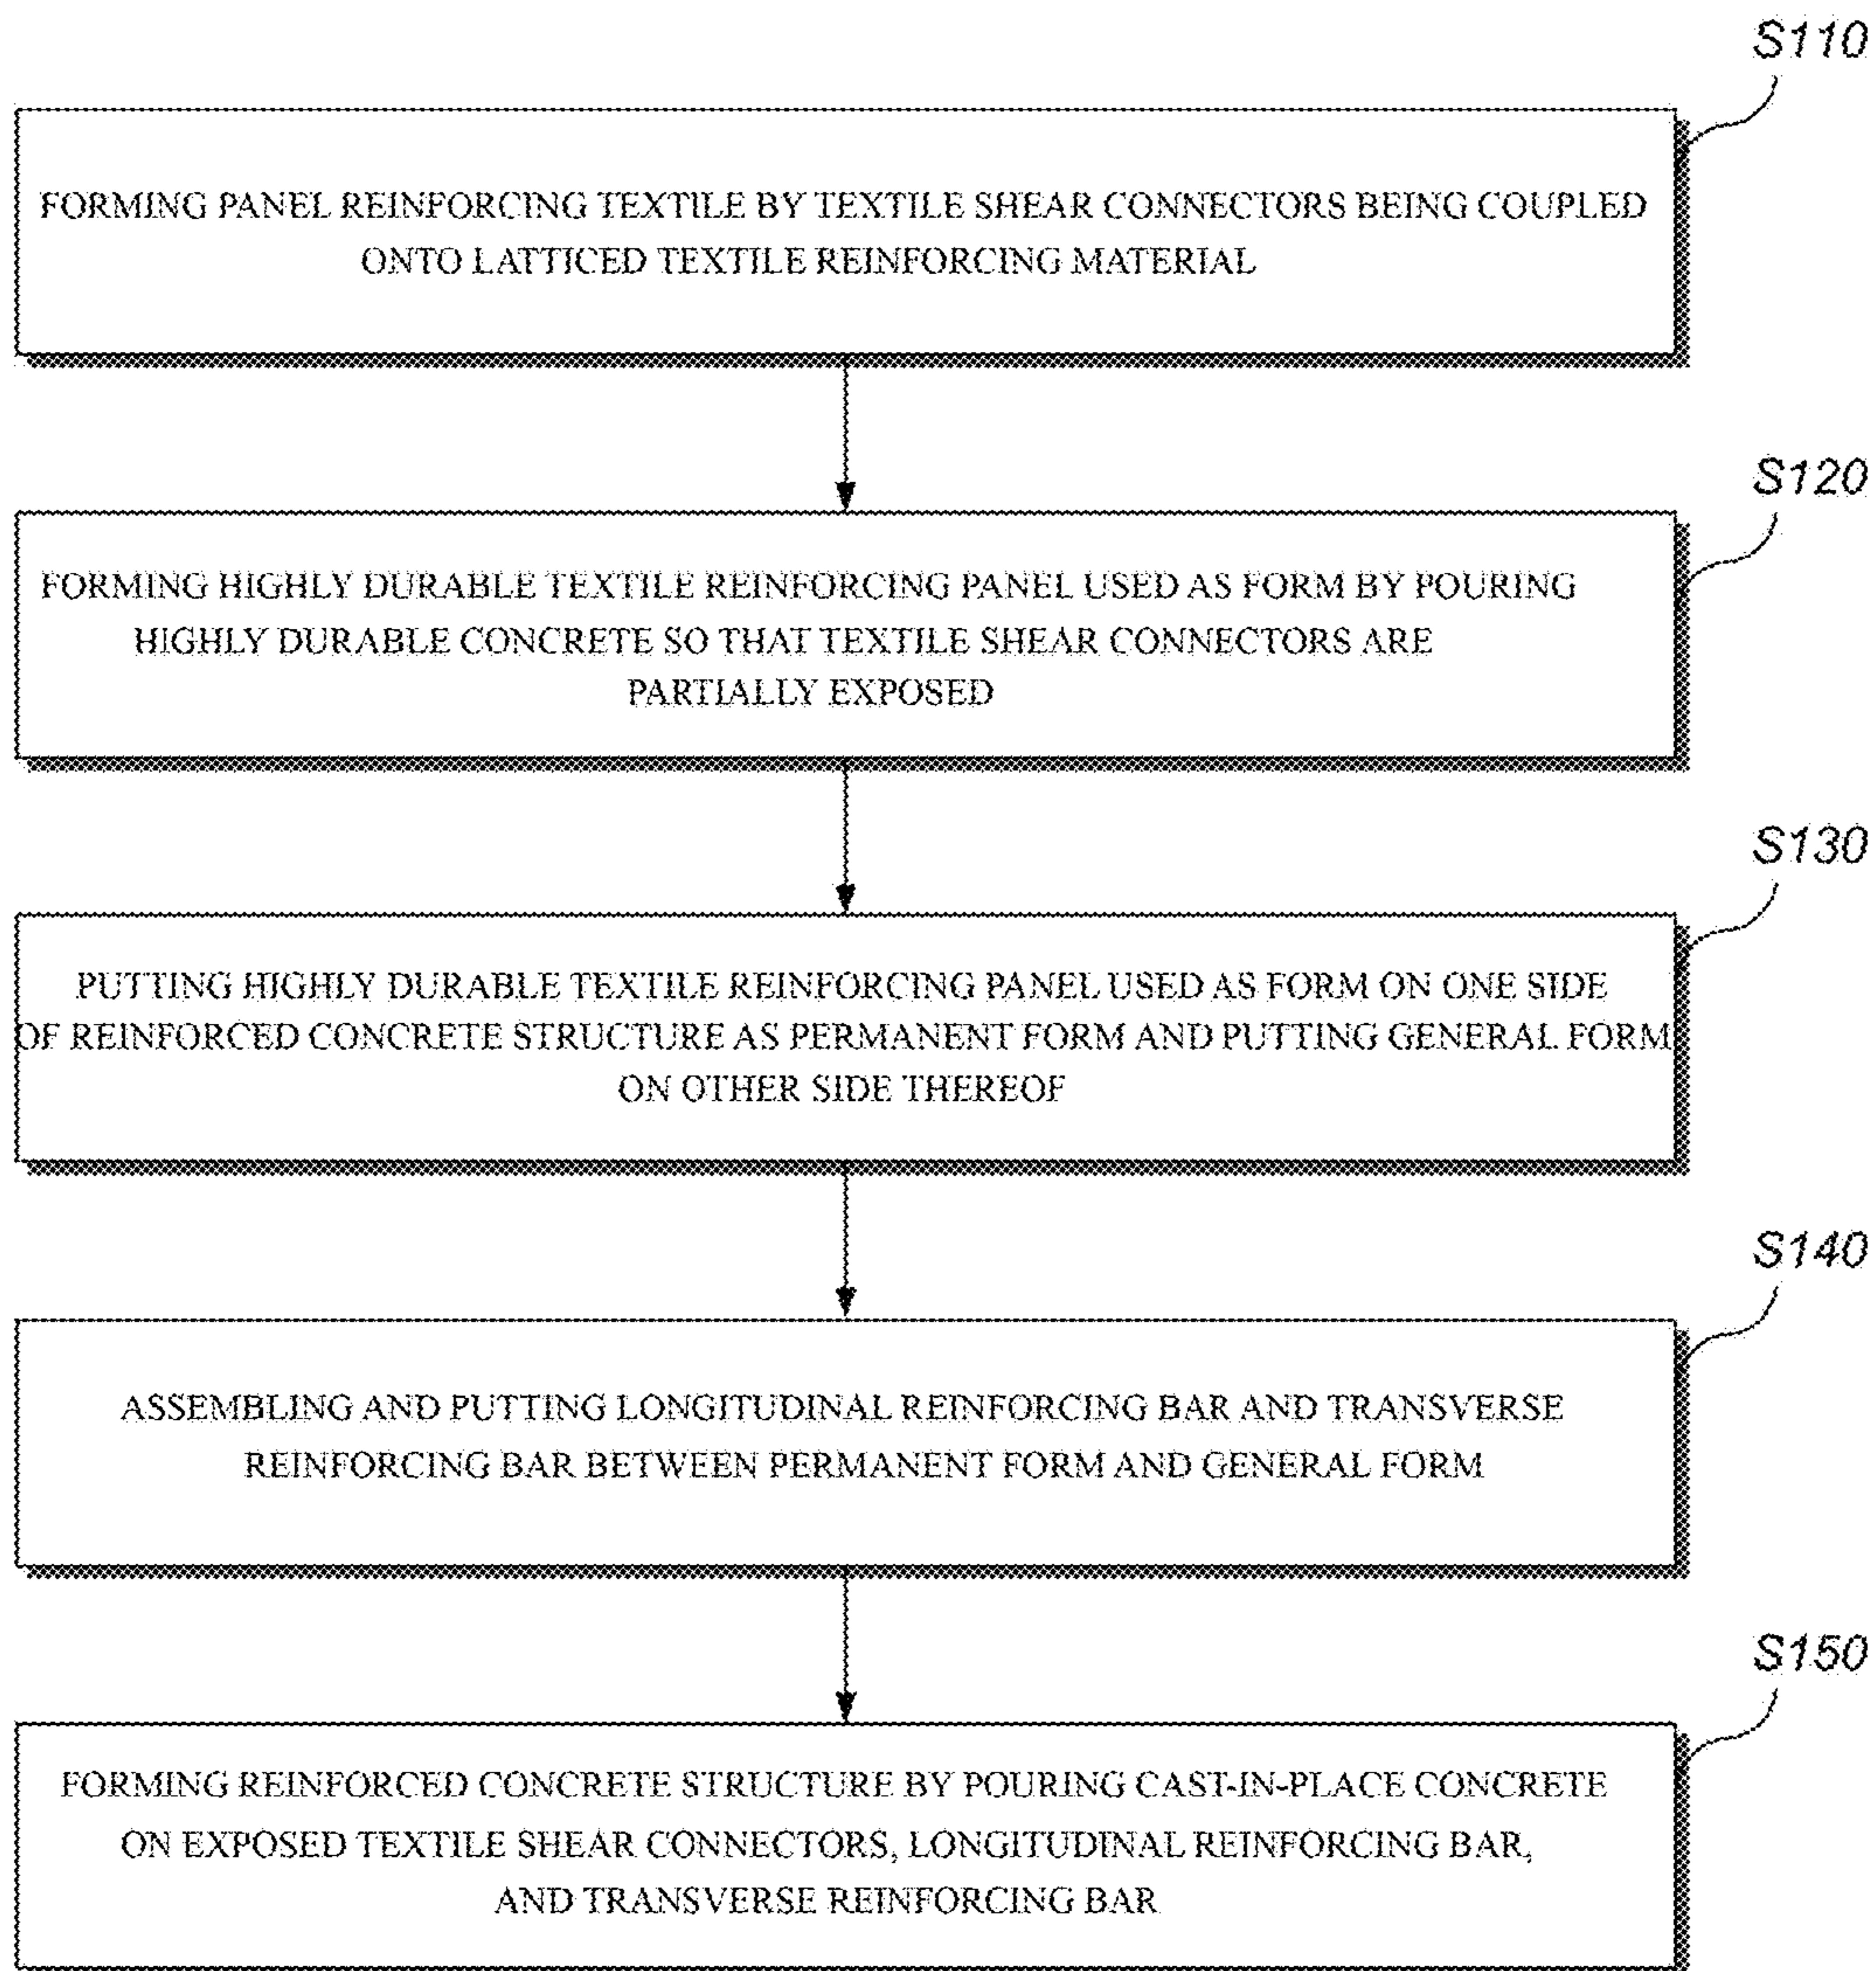 S110
FORMING PANEL REINFORCING TEXTILE BY TEXTILE SHEAR CONNECTORS BEING COUPLED
ONTO LATTICED TEXTILE REINFORCING MATERIAL
S120
FORMING HIGHLY DURABLE TEXTILE REINFORCING PANEL USED AS FORM BY POURING
HIGHLY DURABLE CONCRETE SO THAT TEXTILE SHEAR CONNECTORS ARE
PARTIALLY EXPOSED
S130
PUTTING HIGHLY DURABLE TEXTILE REINFORCING PANEL USED AS FORM ON ONE SIDE
OF REINFORCED CONCRETE STRUCTURE AS PERMANENT FORM AND PUTTING GENERAL FORM
ON OTHER SIDE THEREOF
S140
ASSEMBLING AND PUTTING LONGITUDINAL REINFORCING BAR AND TRANSVERSE
REINFORCING BAR BETWEEN PERMANENT FORM AND GENERAL FORM
S150
FORMING REINFORCED CONCRETE STRUCTURE BY POURING CAST-IN-PLACE CONCRETE
ON EXPOSED TEXTILE SHEAR CONNECTORS, LONGITUDINAL REINFORCING BAR,
AND TRANSVERSE REINFORCING BAR